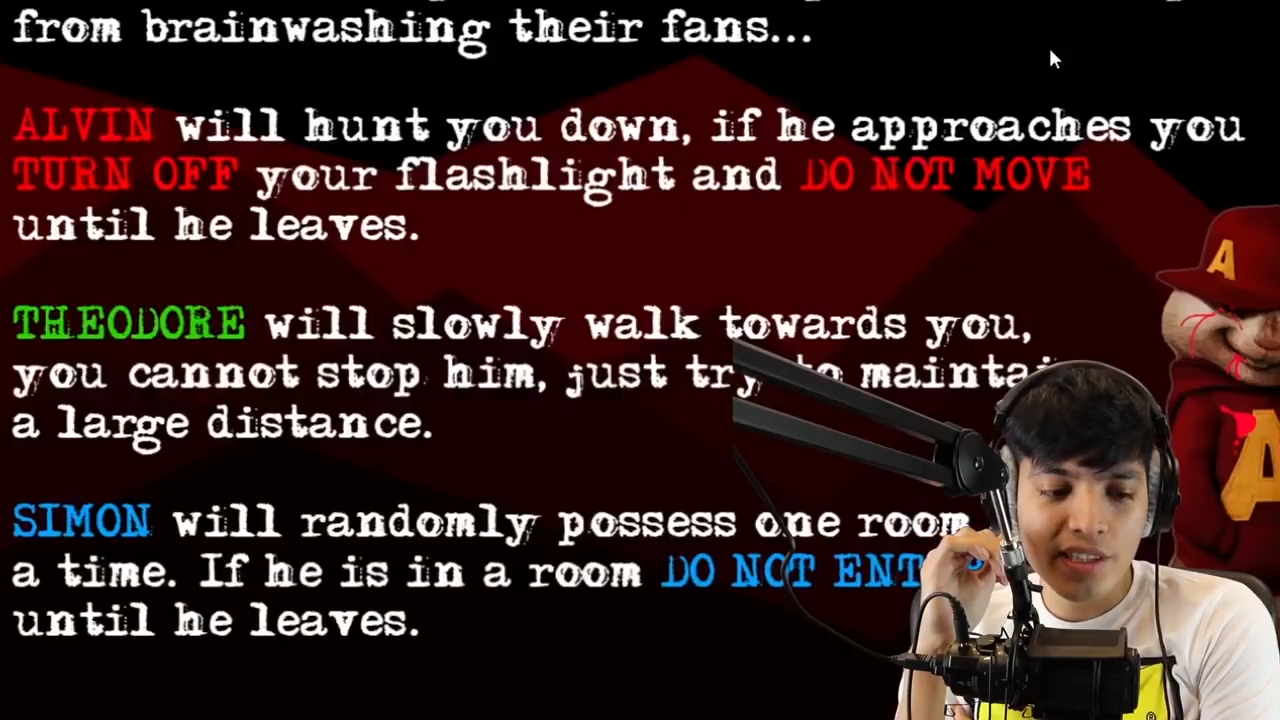 from brainwashing their fans...
ALVIN will hunt you down, if he approaches you
TURN OFF your flashlight and DO NOT MOVE
until he leaves.
THEODORE will slowly walk towards you,
you cannot stop him, just try to
a large distance.
SIMON will randomly possess one room
a time. If he is in a room DO NOT
until he leaves.
A
A